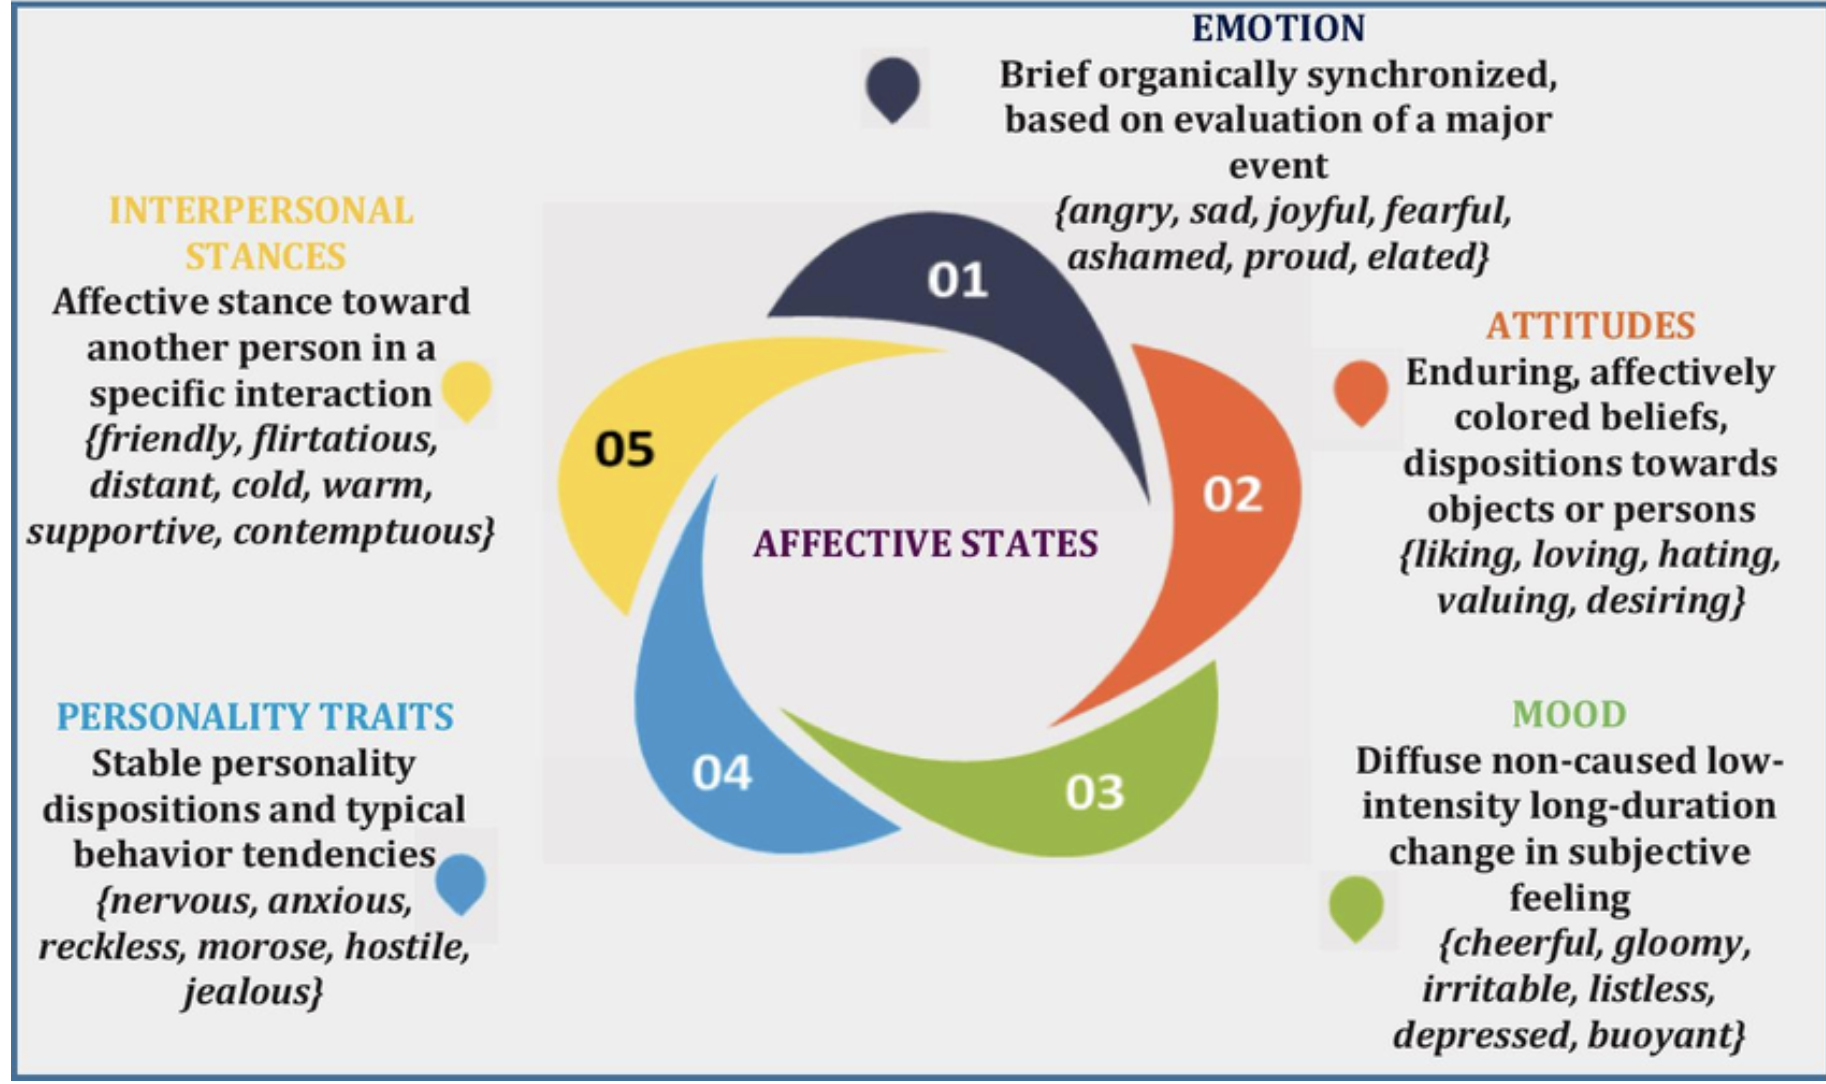 EMOTION
Brief organically synchronized,
based on evaluation of a major
event
{angry, sad, joyful, fearful,
ashamed, proud, elated}
ATTITUDES
Enduring, affectively
colored beliefs,
dispositions towards
objects or persons
{liking, loving, hating,
valuing, desiring}
MOOD
Diffuse non-caused low-
intensity long-duration
change in subjective
feeling
{cheerful, gloomy,
irritable, listless,
depressed, buoyant}
PERSONALITY TRAITS
Stable personality
dispositions and typical
behavior tendencies
{nervous, anxious,
reckless, morose, hostile,
jealous}
INTERPERSONAL
STANCES
Affective stance toward
another person in a
specific interaction
{friendly, flirtatious,
distant, cold, warm,
supportive, contemptuous}
AFFECTIVE STATES
01
02
03
04
05